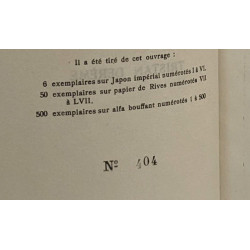 Il a été tiré de cet ouvrage :
6 exemplaires sur Japon impérial numérotés I à VI.
50 exemplaires sur papier de Rives numérotés VII
à LVII.
500 exemplaires sur alfa bouffant numérotés 1 à 500
N° 404